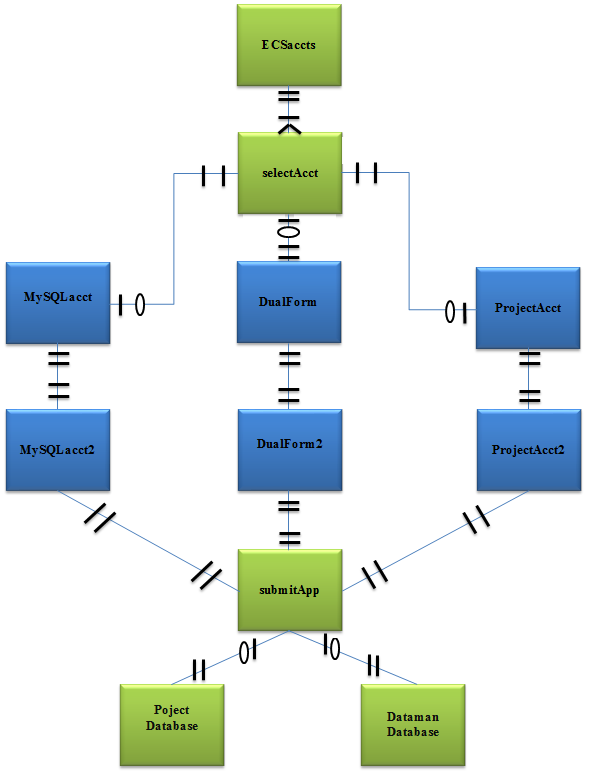 ECSaccts
selectAcct
MySQLacct
DualForm
ProjectAcct
MySQLacct2
DualForm2
ProjectAcct2
submitApp
Poject
Database
Dataman
Database